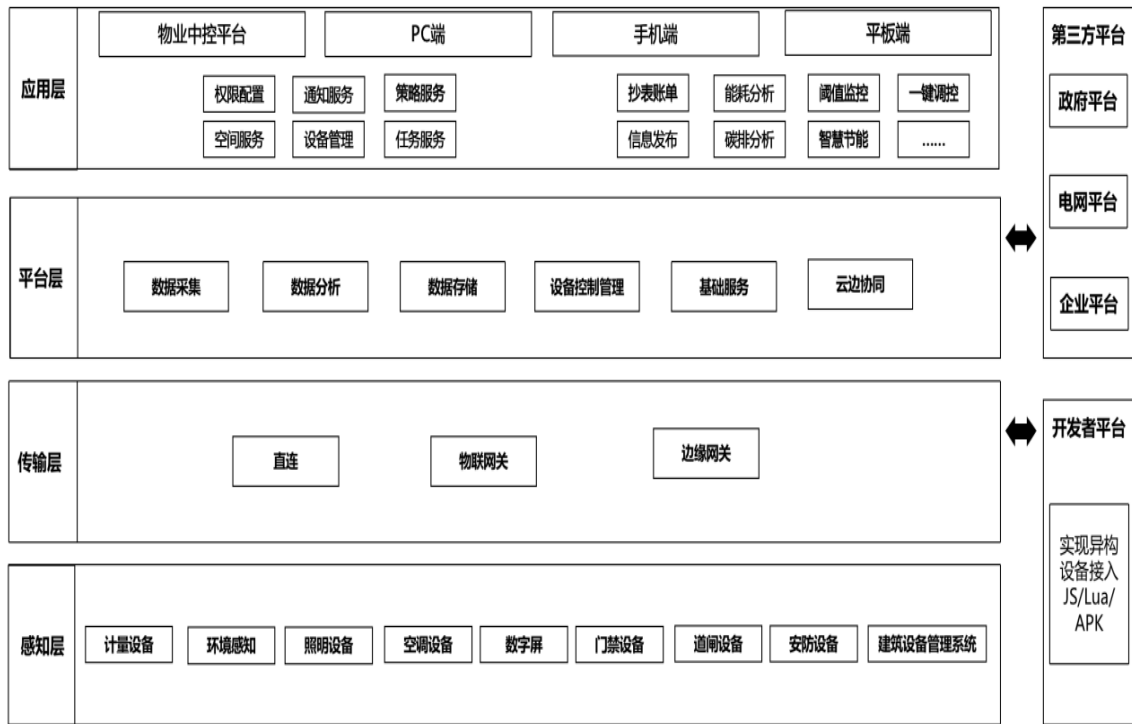 应用层
物业中控平台
PC端
手机端
平板端
权限配置
通知服务
策略服务
抄表账单
能耗分析
阈值监控
一键调控
空间服务
设备管理
任务服务
信息发布
碳排分析
智慧节能
……
平台层
数据采集
数据分析
数据存储
设备控制管理
基础服务
云边协同
传输层
直连
物联网关
边缘网关
感知层
计量设备
环境感知
照明设备
空调设备
数字屏
门禁设备
道闸设备
安防设备
建筑设备管理系统
第三方平台
政府平台
电网平台
企业平台
开发者平台
实现异构
设备接入
JS/Lua/
APK